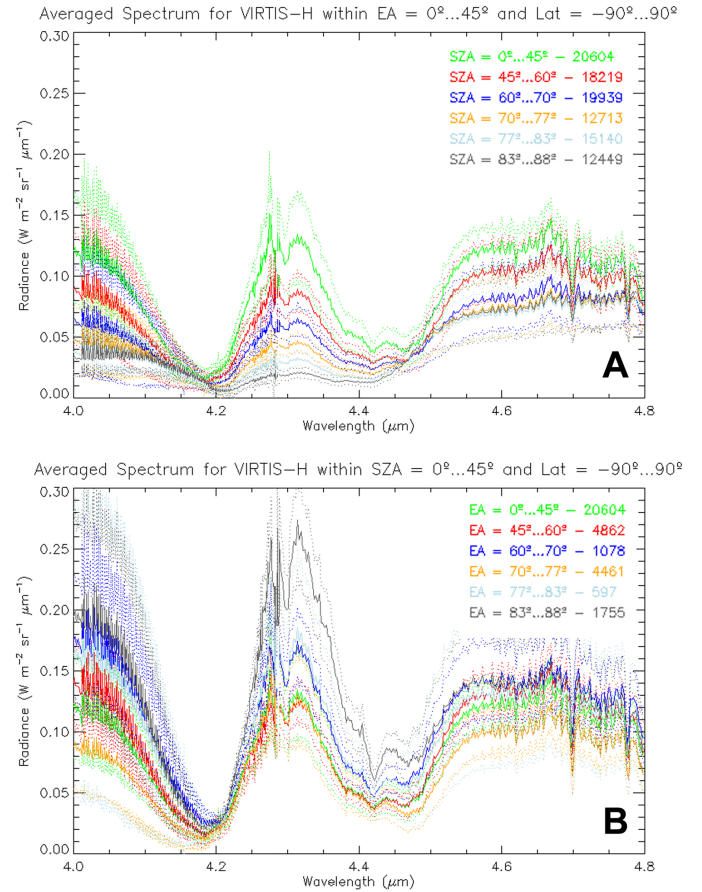 Averaged Spectrum for VIRTIS−H within EA = 0º...45º and Lat = −90º...90º
0.30
0.25
0.20
0.15
0.10
0.05
0.00
Radiance (W m−2 sr−1 μm−1)
SZA = 0º...45º − 20604
SZA = 45º...60º − 18219
SZA = 60º...70º − 19939
SZA = 70º...77º − 12713
SZA = 77º...83º − 15140
SZA = 83º...88º − 12449
A
4.0 4.2 4.4 4.6 4.8
Wavelength (μm)
Averaged Spectrum for VIRTIS−H within SZA = 0º...45º and Lat = −90º...90º
0.30
0.25
0.20
0.15
0.10
0.05
0.00
Radiance (W m−2 sr−1 μm−1)
EA = 0º...45º − 20604
EA = 45º...60º − 4862
EA = 60º...70º − 1078
EA = 70º...77º − 4461
EA = 77º...83º − 597
EA = 83º...88º − 1755
B
4.0 4.2 4.4 4.6 4.8
Wavelength (μm)